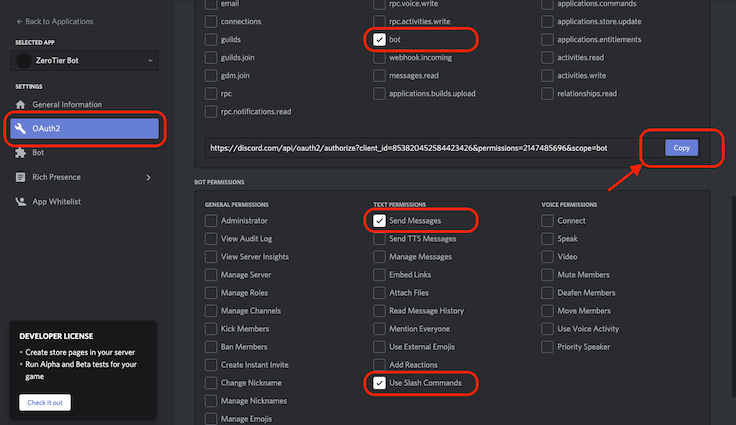 ← Back to Applications
SELECTED APP
ZeroTier Bot
SETTINGS
General Information
OAuth2
Bot
Rich Presence
App Whitelist
DEVELOPER LICENSE
• Create store pages in your server
• Run Alpha and Beta tests for your
game
Check it out
email
connections
guilds
guilds.join
gdm.join
rpc
rpc.notifications.read
rpc.voice.write
rpc.activities.write
bot
webhook.incoming
messages.read
applications.builds.upload
applications.commands
applications.store.update
applications.entitlements
activities.read
activities.write
relationships.read
https://discord.com/api/oauth2/authorize?client_id=853820452584423426&permissions=2147485696&scope=bot
Copy
BOT PERMISSIONS
GENERAL PERMISSIONS
Administrator
View Audit Log
View Server Insights
Manage Server
Manage Roles
Manage Channels
Kick Members
Ban Members
Create Instant Invite
Change Nickname
Manage Nicknames
Manage Emojis
TEXT PERMISSIONS
Send Messages
Send TTS Messages
Manage Messages
Embed Links
Attach Files
Read Message History
Mention Everyone
Use External Emojis
Add Reactions
Use Slash Commands
VOICE PERMISSIONS
Connect
Speak
Video
Mute Members
Deafen Members
Move Members
Use Voice Activity
Priority Speaker